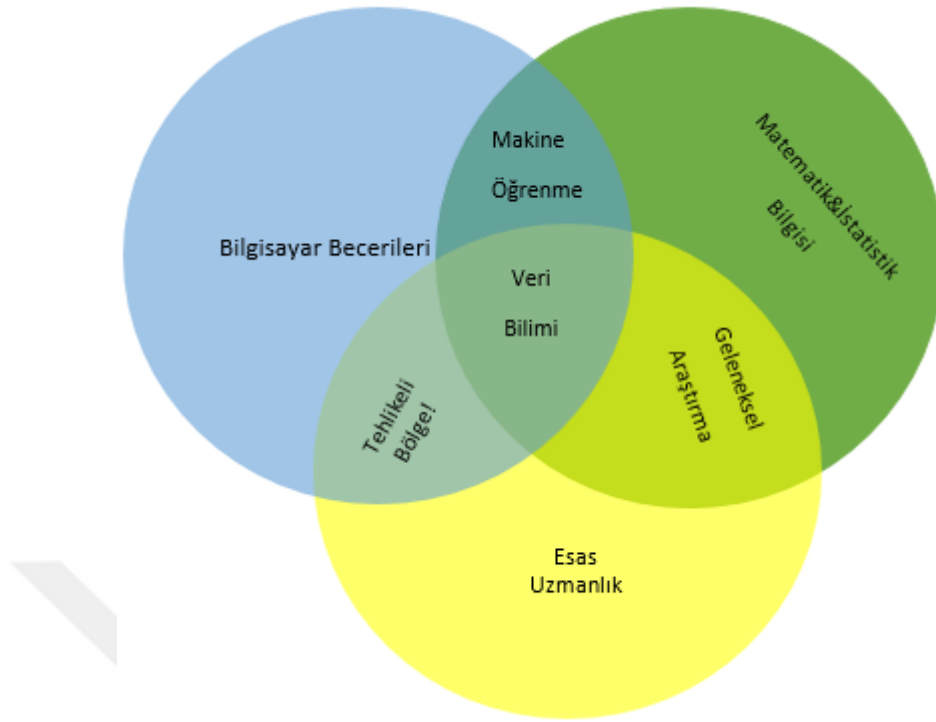 Makine
Öğrenme
Matematik&İstatistik
Bilgisi
Bilgisayar Becerileri
Veri
Bilimi
Geleneksel
Araştırma
Tehlikeli
Bölge!
Esas
Uzmanlık